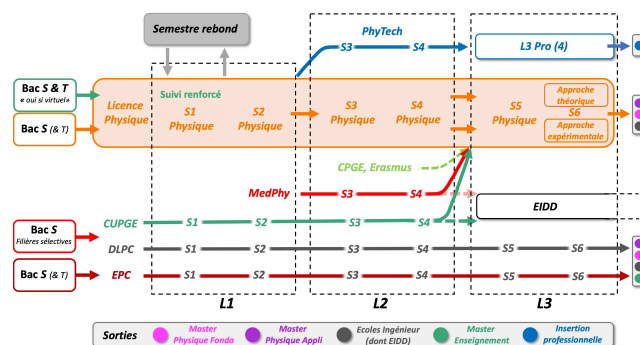 Semestre rebond
PhyTech
S3 S4
L3 Pro (4)
Bac S & T
« oui si virtuel»
Suivi renforcé
Approche
théorique
Licence
Physique
S1
Physique
S2
Physique
S3
Physique
S4
Physique
S5
Physique
S6
Bac S (& T)
Approche
expérimentale
CPGE, Erasmus
MedPhy
S3 S4
EIDD
Bac S
Filières sélectives
CUPGE S1 S2 S3 S4
DLPC S1 S2 S3 S4 S5 S6
Bac S (& T)
EPC S1 S2 S3 S4 S5 S6
L1 L2 L3
Sorties
Master
Physique Fonda
Master
Physique Appli
Ecoles Ingénieur
(dont EIDD)
Master
Enseignement
Insertion
professionnelle